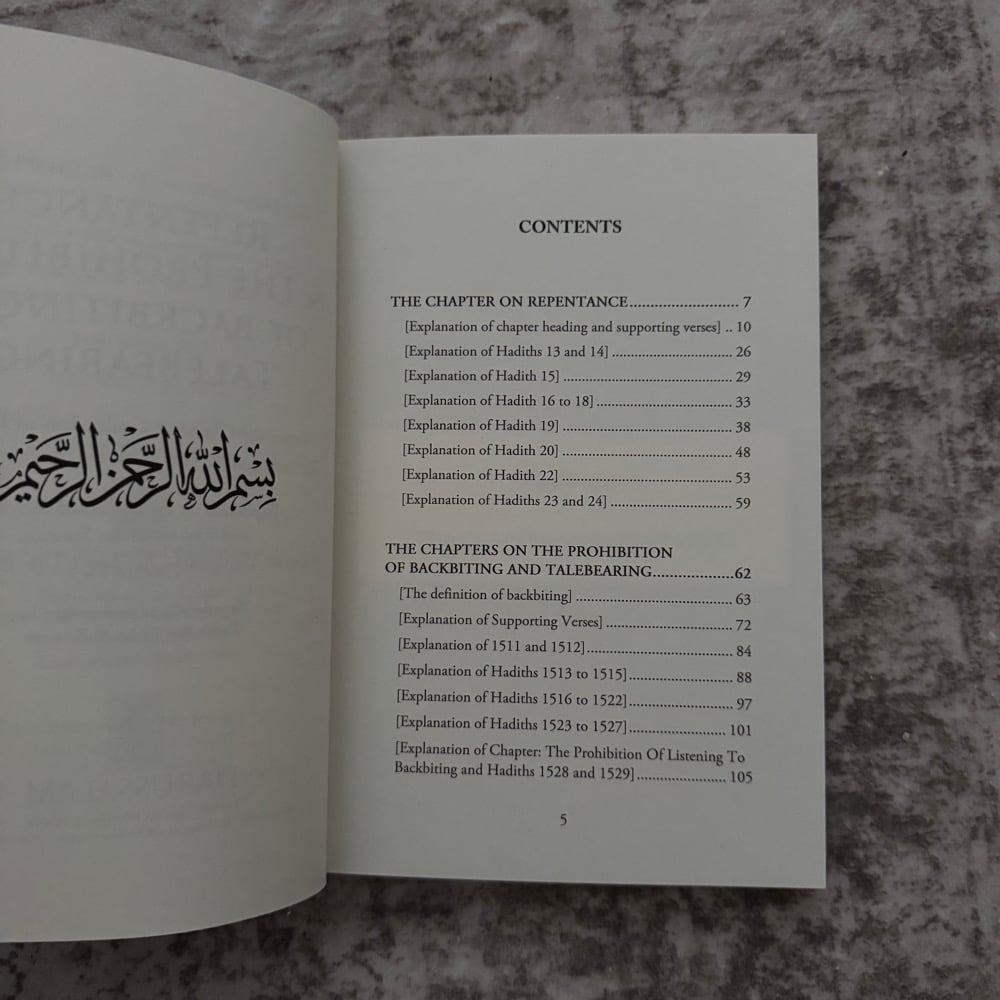 بسم الله الرحمن الرحيم
CONTENTS
THE CHAPTER ON REPENTANCE.......................... 7
[Explanation of chapter heading and supporting verses] .. 10
[Explanation of Hadiths 13 and 14] ............................. 26
[Explanation of Hadith 15] ......................................... 29
[Explanation of Hadith 16 to 18] ................................. 33
[Explanation of Hadith 19] ......................................... 38
[Explanation of Hadith 20] ......................................... 48
[Explanation of Hadith 22] ......................................... 53
[Explanation of Hadiths 23 and 24] ............................. 59
THE CHAPTERS ON THE PROHIBITION
OF BACKBITING AND TALEBEARING...................62
[The definition of backbiting] ...................................... 63
[Explanation of Supporting Verses] .............................. 72
[Explanation of 1511 and 1512].................................. 84
[Explanation of Hadiths 1513 to 1515].......................... 88
[Explanation of Hadiths 1516 to 1522].......................... 97
[Explanation of Hadiths 1523 to 1527]........................ 101
[Explanation of Chapter: The Prohibition Of Listening To
Backbiting and Hadiths 1528 and 1529]...................... 105
5